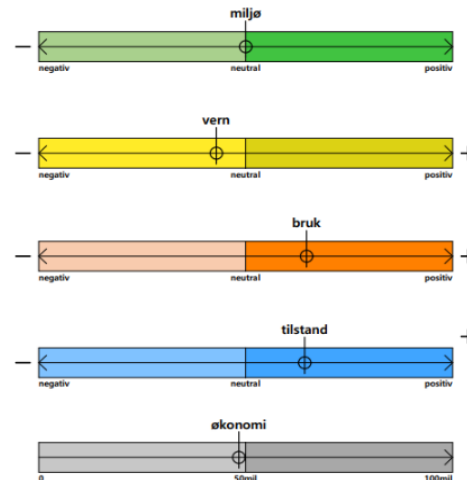 miljø
negativ neutral positiv
vern
negativ neutral positiv
bruk
negativ neutral positiv
tilstand
negativ neutral positiv
økonomi
0 50mil 100mil